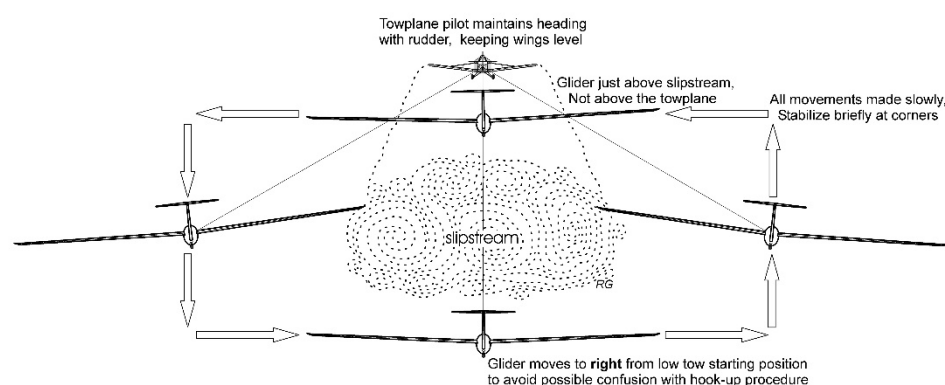 Towplane pilot maintains heading
with rudder, keeping wings level
Glider just above slipstream,
Not above the towplane
All movements made slowly,
Stabilize briefly at corners
slipstream
RG
Glider moves to right from low tow starting position
to avoid possible confusion with hook-up procedure